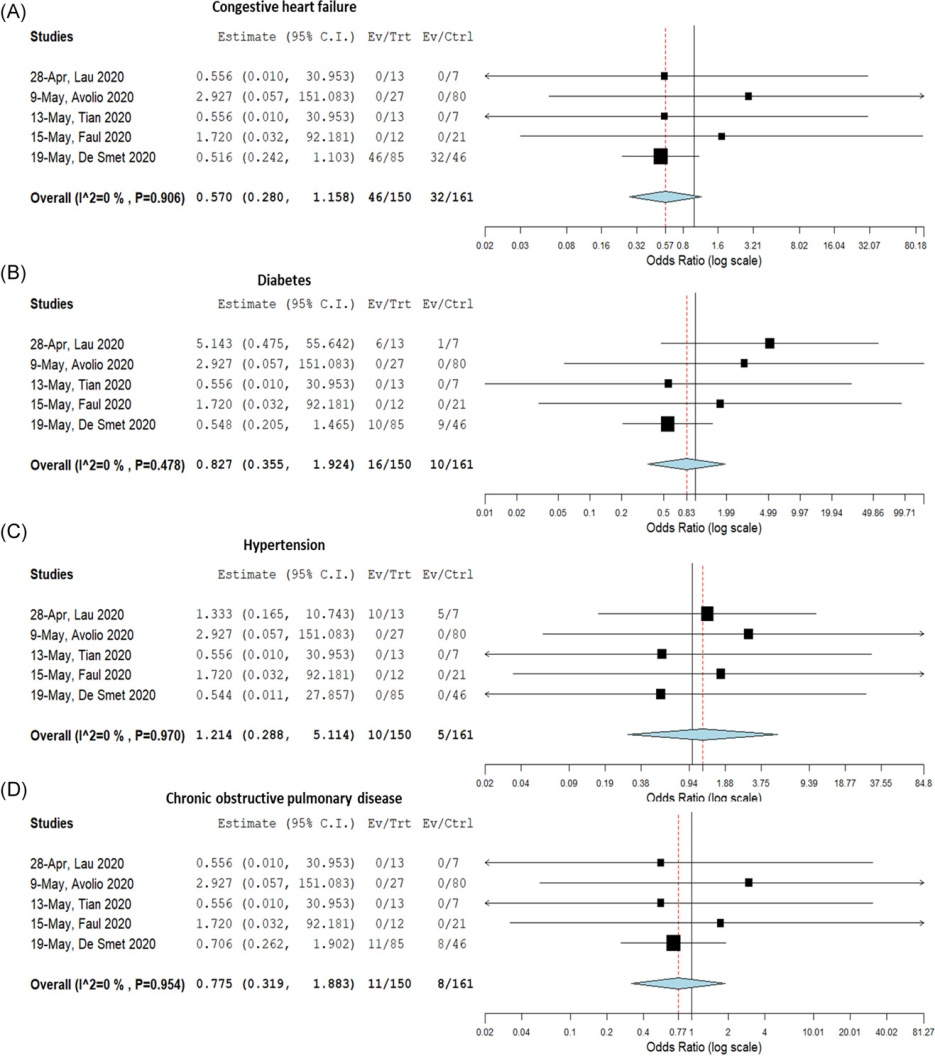 (A)
Congestive heart failure
Studies Estimate (95% C.I.) Ev/Trt Ev/Ctrl
28-Apr, Lau 2020 0.556 (0.010, 30.953) 0/13 0/7
9-May, Avolio 2020 2.927 (0.057, 151.083) 0/27 0/80
13-May, Tian 2020 0.556 (0.010, 30.953) 0/13 0/7
15-May, Faul 2020 1.720 (0.032, 92.181) 0/12 0/21
19-May, De Smet 2020 0.516 (0.242, 1.103) 46/85 32/46
Overall (I^2=0 % , P=0.906) 0.570 (0.280, 1.158) 46/150 32/161
0.02 0.03 0.08 0.16 0.32 0.57 0.8 1.6 3.21 8.02 16.04 32.07 80.18
Odds Ratio (log scale)
(B)
Diabetes
Studies Estimate (95% C.I.) Ev/Trt Ev/Ctrl
28-Apr, Lau 2020 5.143 (0.475, 55.642) 6/13 1/7
9-May, Avolio 2020 2.927 (0.057, 151.083) 0/27 0/80
13-May, Tian 2020 0.556 (0.010, 30.953) 0/13 0/7
15-May, Faul 2020 1.720 (0.032, 92.181) 0/12 0/21
19-May, De Smet 2020 0.548 (0.205, 1.465) 10/85 9/46
Overall (I^2=0 % , P=0.478) 0.827 (0.355, 1.924) 16/150 10/161
0.01 0.02 0.05 0.1 0.2 0.5 0.83 1.99 4.99 9.97 19.94 49.86 99.71
Odds Ratio (log scale)
(C)
Hypertension
Studies Estimate (95% C.I.) Ev/Trt Ev/Ctrl
28-Apr, Lau 2020 1.333 (0.165, 10.743) 10/13 5/7
9-May, Avolio 2020 2.927 (0.057, 151.083) 0/27 0/80
13-May, Tian 2020 0.556 (0.010, 30.953) 0/13 0/7
15-May, Faul 2020 1.720 (0.032, 92.181) 0/12 0/21
19-May, De Smet 2020 0.544 (0.011, 27.857) 0/85 0/46
Overall (I^2=0 % , P=0.970) 1.214 (0.288, 5.114) 10/150 5/161
0.02 0.04 0.09 0.19 0.38 0.94 1.88 3.75 9.39 18.77 37.55 84.8
Odds Ratio (log scale)
(D)
Chronic obstructive pulmonary disease
Studies Estimate (95% C.I.) Ev/Trt Ev/Ctrl
28-Apr, Lau 2020 0.556 (0.010, 30.953) 0/13 0/7
9-May, Avolio 2020 2.927 (0.057, 151.083) 0/27 0/80
13-May, Tian 2020 0.556 (0.010, 30.953) 0/13 0/7
15-May, Faul 2020 1.720 (0.032, 92.181) 0/12 0/21
19-May, De Smet 2020 0.706 (0.262, 1.902) 11/85 8/46
Overall (I^2=0 % , P=0.954) 0.775 (0.319, 1.883) 11/150 8/161
0.02 0.04 0.1 0.2 0.4 0.77 1 2 4 10.01 20.01 40.02 81.27
Odds Ratio (log scale)